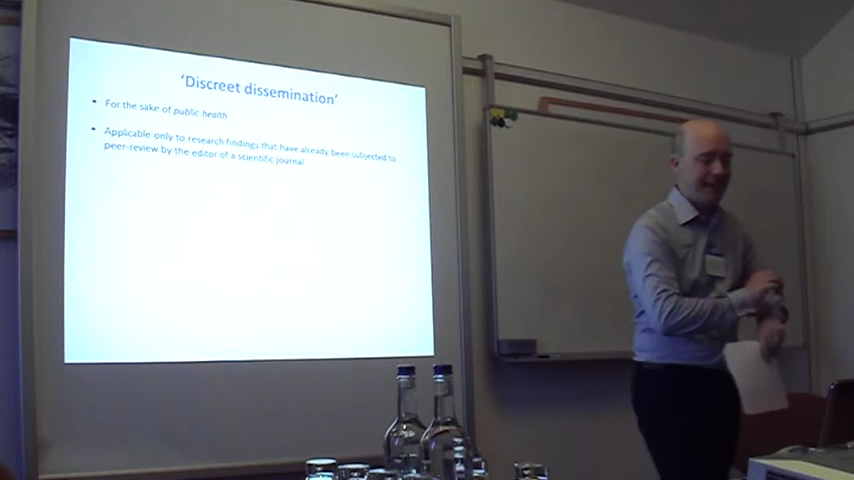 'Discreet dissemination'
• For the sake of public health
• Applicable only to research findings that have already been subjected to
peer-review by the editor of a scientific journal